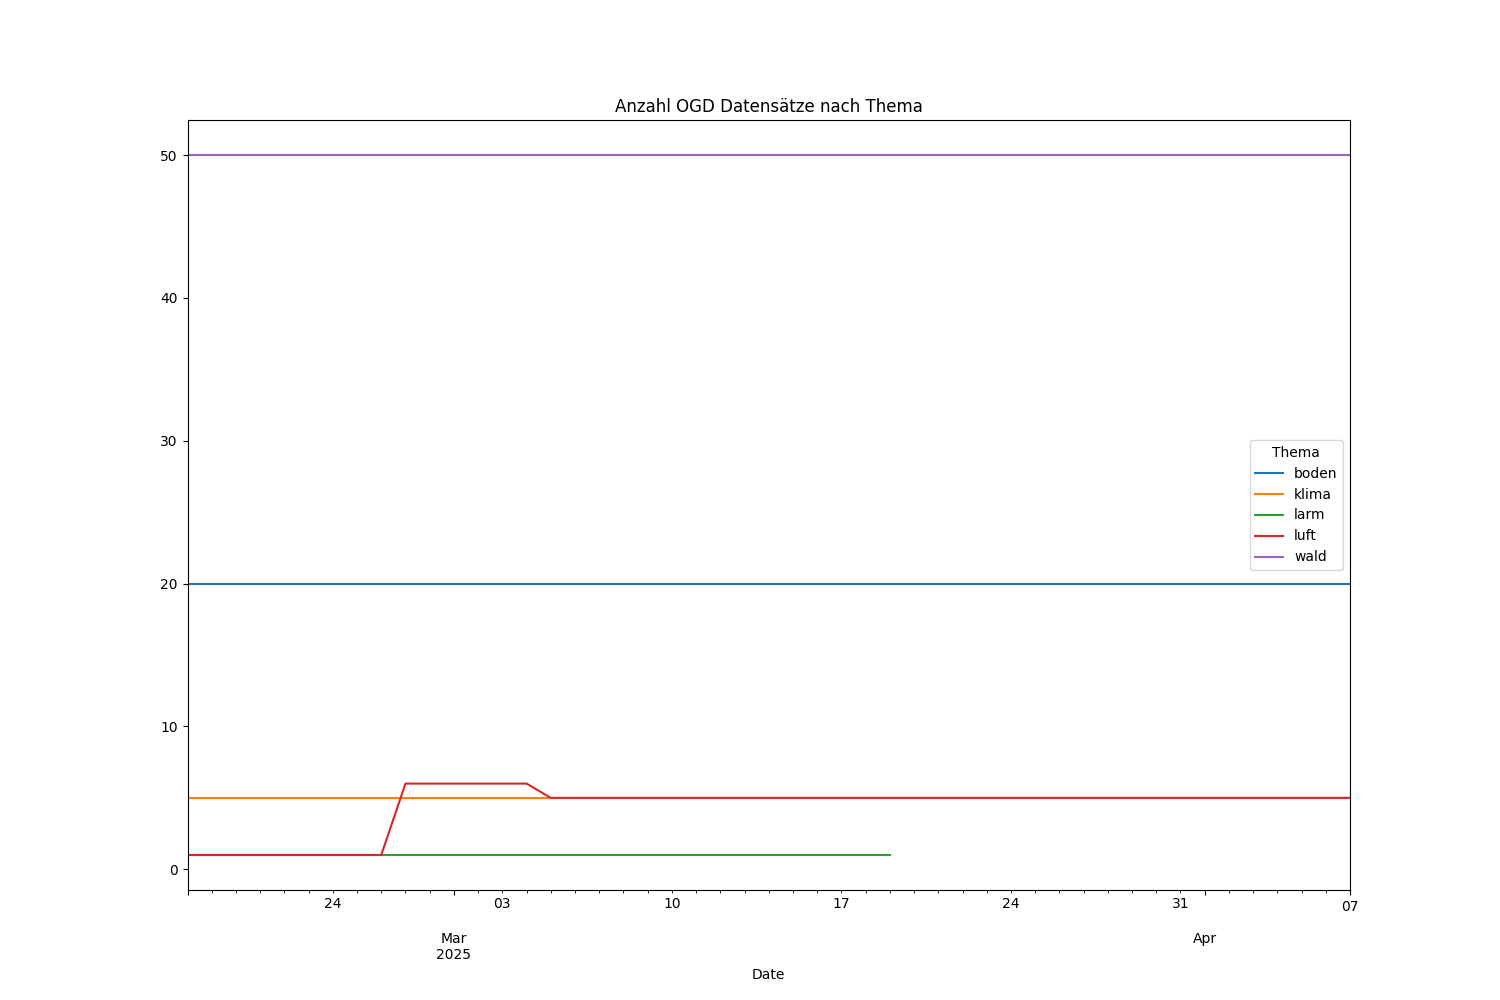 Anzahl OGD Datensätze nach Thema
50
40
30
20
10
0
Thema
boden
klima
larm
luft
wald
24 03 10 17 24 31 07
Mar Apr
2025
Date